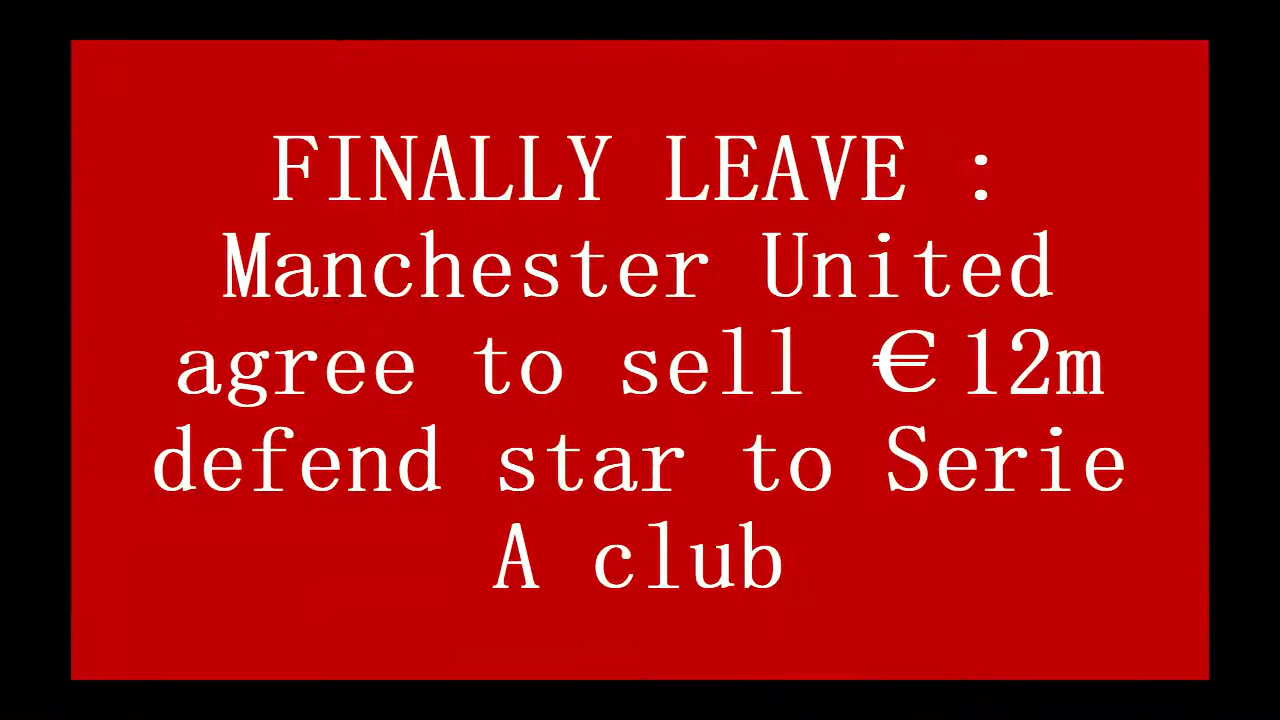 FINALLY LEAVE :
Manchester United
agree to sell €12m
defend star to Serie
A club